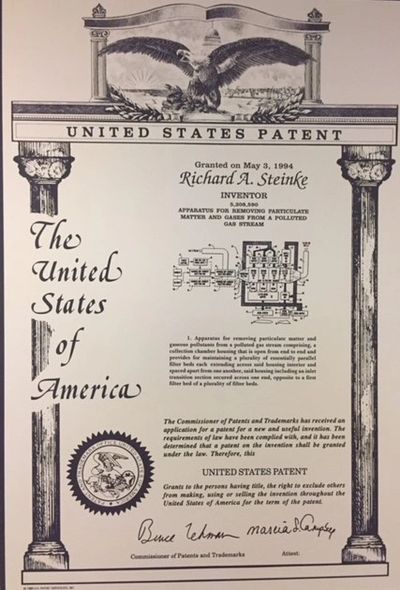 UNITED STATES PATENT
Granted on May 3, 1994
Richard A. Steinke
INVENTOR
5,308,590
APPARATUS FOR REMOVING PARTICULATE
MATTER AND GASES FROM A POLLUTED
GAS STREAM
The
United
States
of
America
1. Apparatus for removing particulate matter and
gaseous pollutants from a polluted gas stream comprising, a
collection chamber housing that is open from end to end and
provides for maintaining a plurality of essentially parallel
filter beds each extending across said housing interior and
spaced apart from one another, said housing including an inlet
transition section secured across one end, opposite to a first
filter bed of a plurality of filter beds.
The Commissioner of Patents and Trademarks has received an
application for a patent for a new and useful invention. The
requirements of law have been complied with, and it has been
determined that a patent on the invention shall be granted
under the law. Therefore, this
UNITED STATES PATENT
Grants to the persons having title, the right to exclude others
from making, using or selling the invention throughout the
United States of America for the term of the patent.
Bruce Lehman
Commissioner of Patents and Trademarks
Attest: